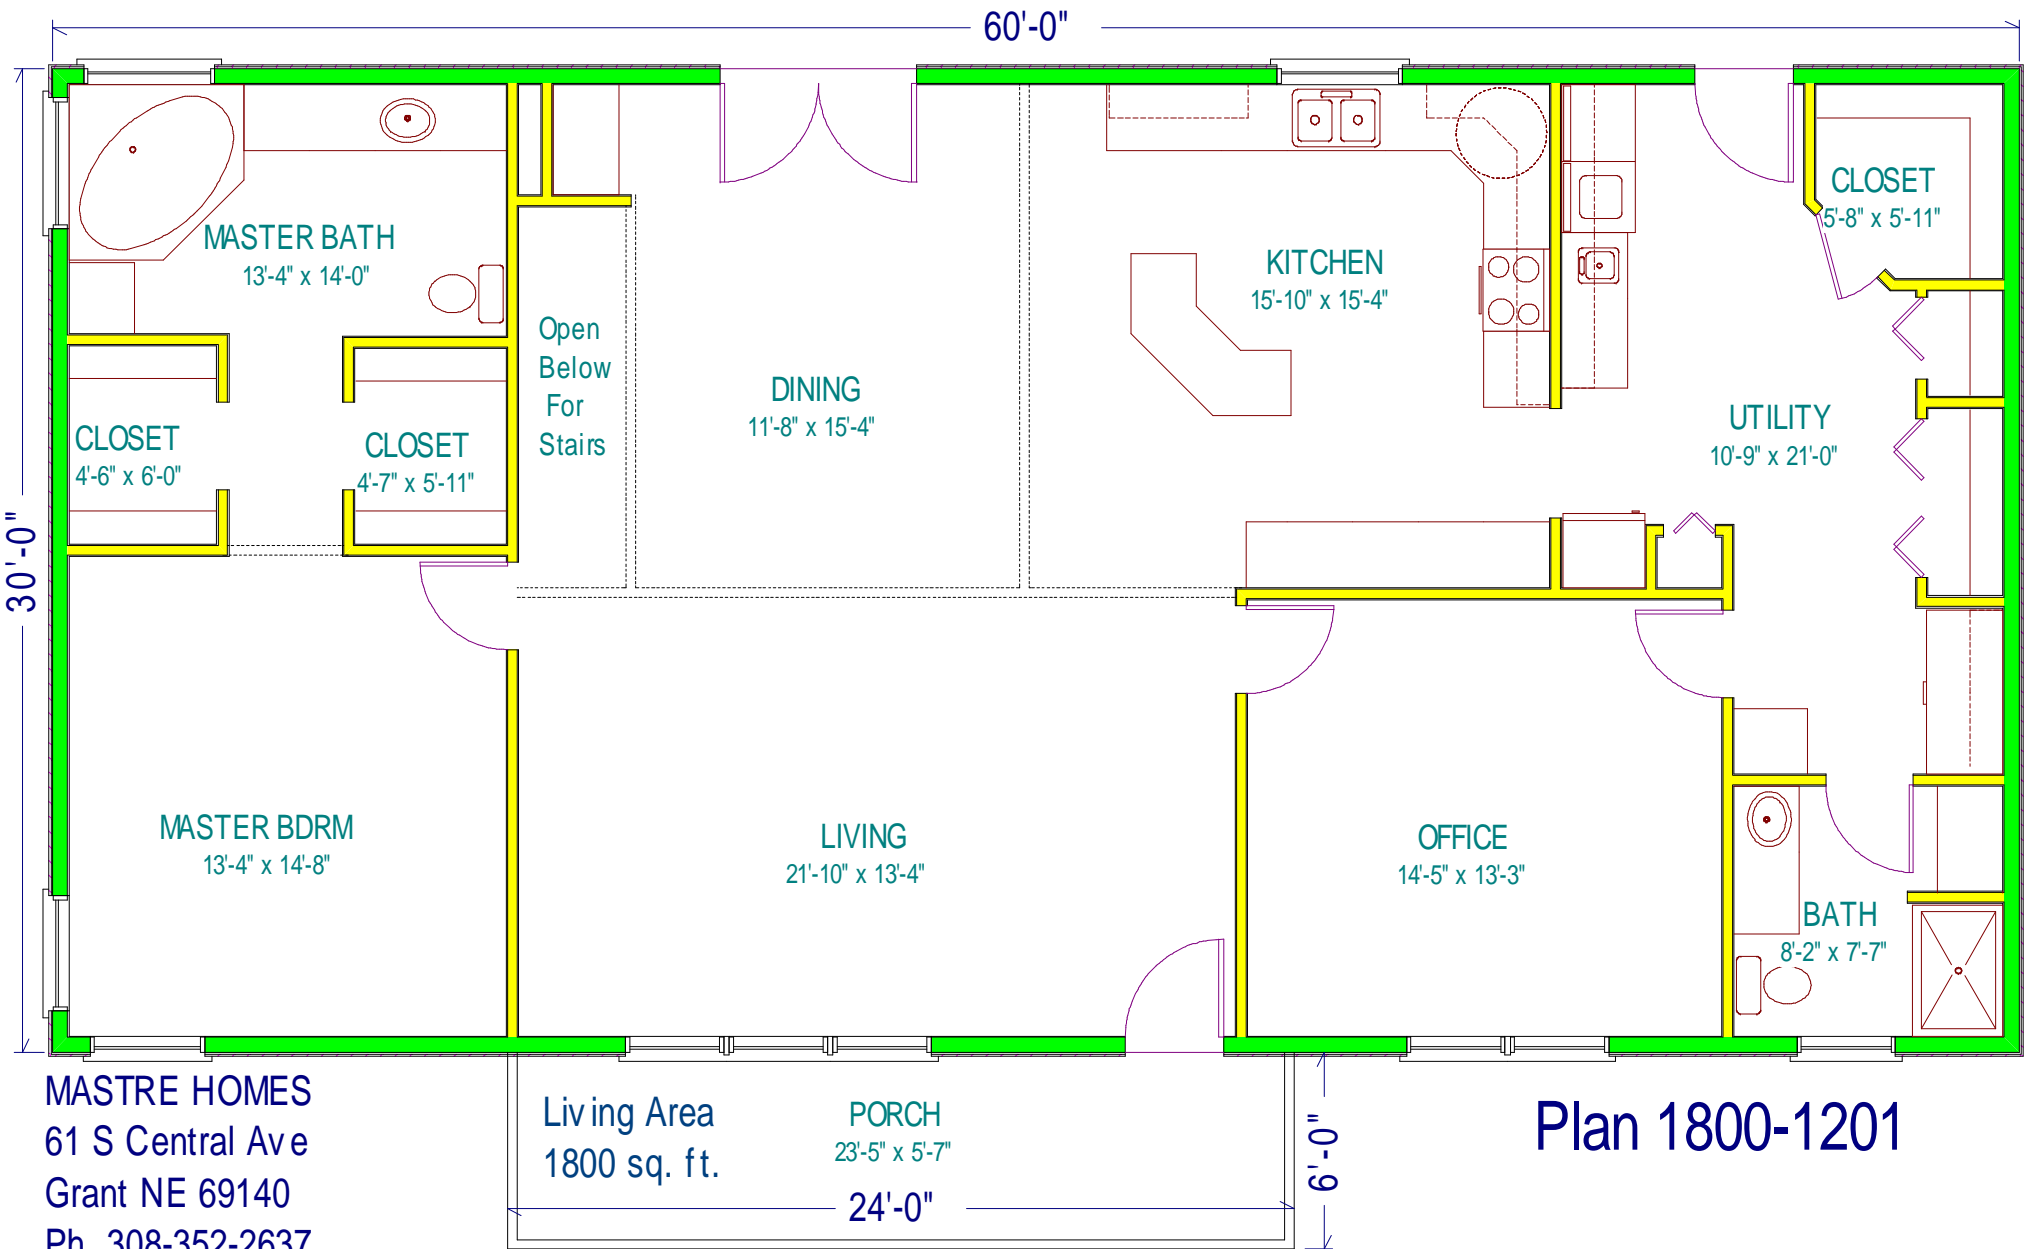 60'-0"
30'-0"
MASTER BATH
13'-4" x 14'-0"
CLOSET
5'-8" x 5'-11"
KITCHEN
15'-10" x 15'-4"
Open
Below
For
Stairs
DINING
11'-8" x 15'-4"
UTILITY
10'-9" x 21'-0"
CLOSET
4'-6" x 6'-0"
CLOSET
4'-7" x 5'-11"
MASTER BDRM
13'-4" x 14'-8"
LIVING
21'-10" x 13'-4"
OFFICE
14'-5" x 13'-3"
BATH
8'-2" x 7'-7"
MASTRE HOMES
61 S Central Ave
Grant NE 69140
Ph. 308-352-2637
Living Area
1800 sq. ft.
PORCH
23'-5" x 5'-7"
24'-0"
6'-0"
Plan 1800-1201